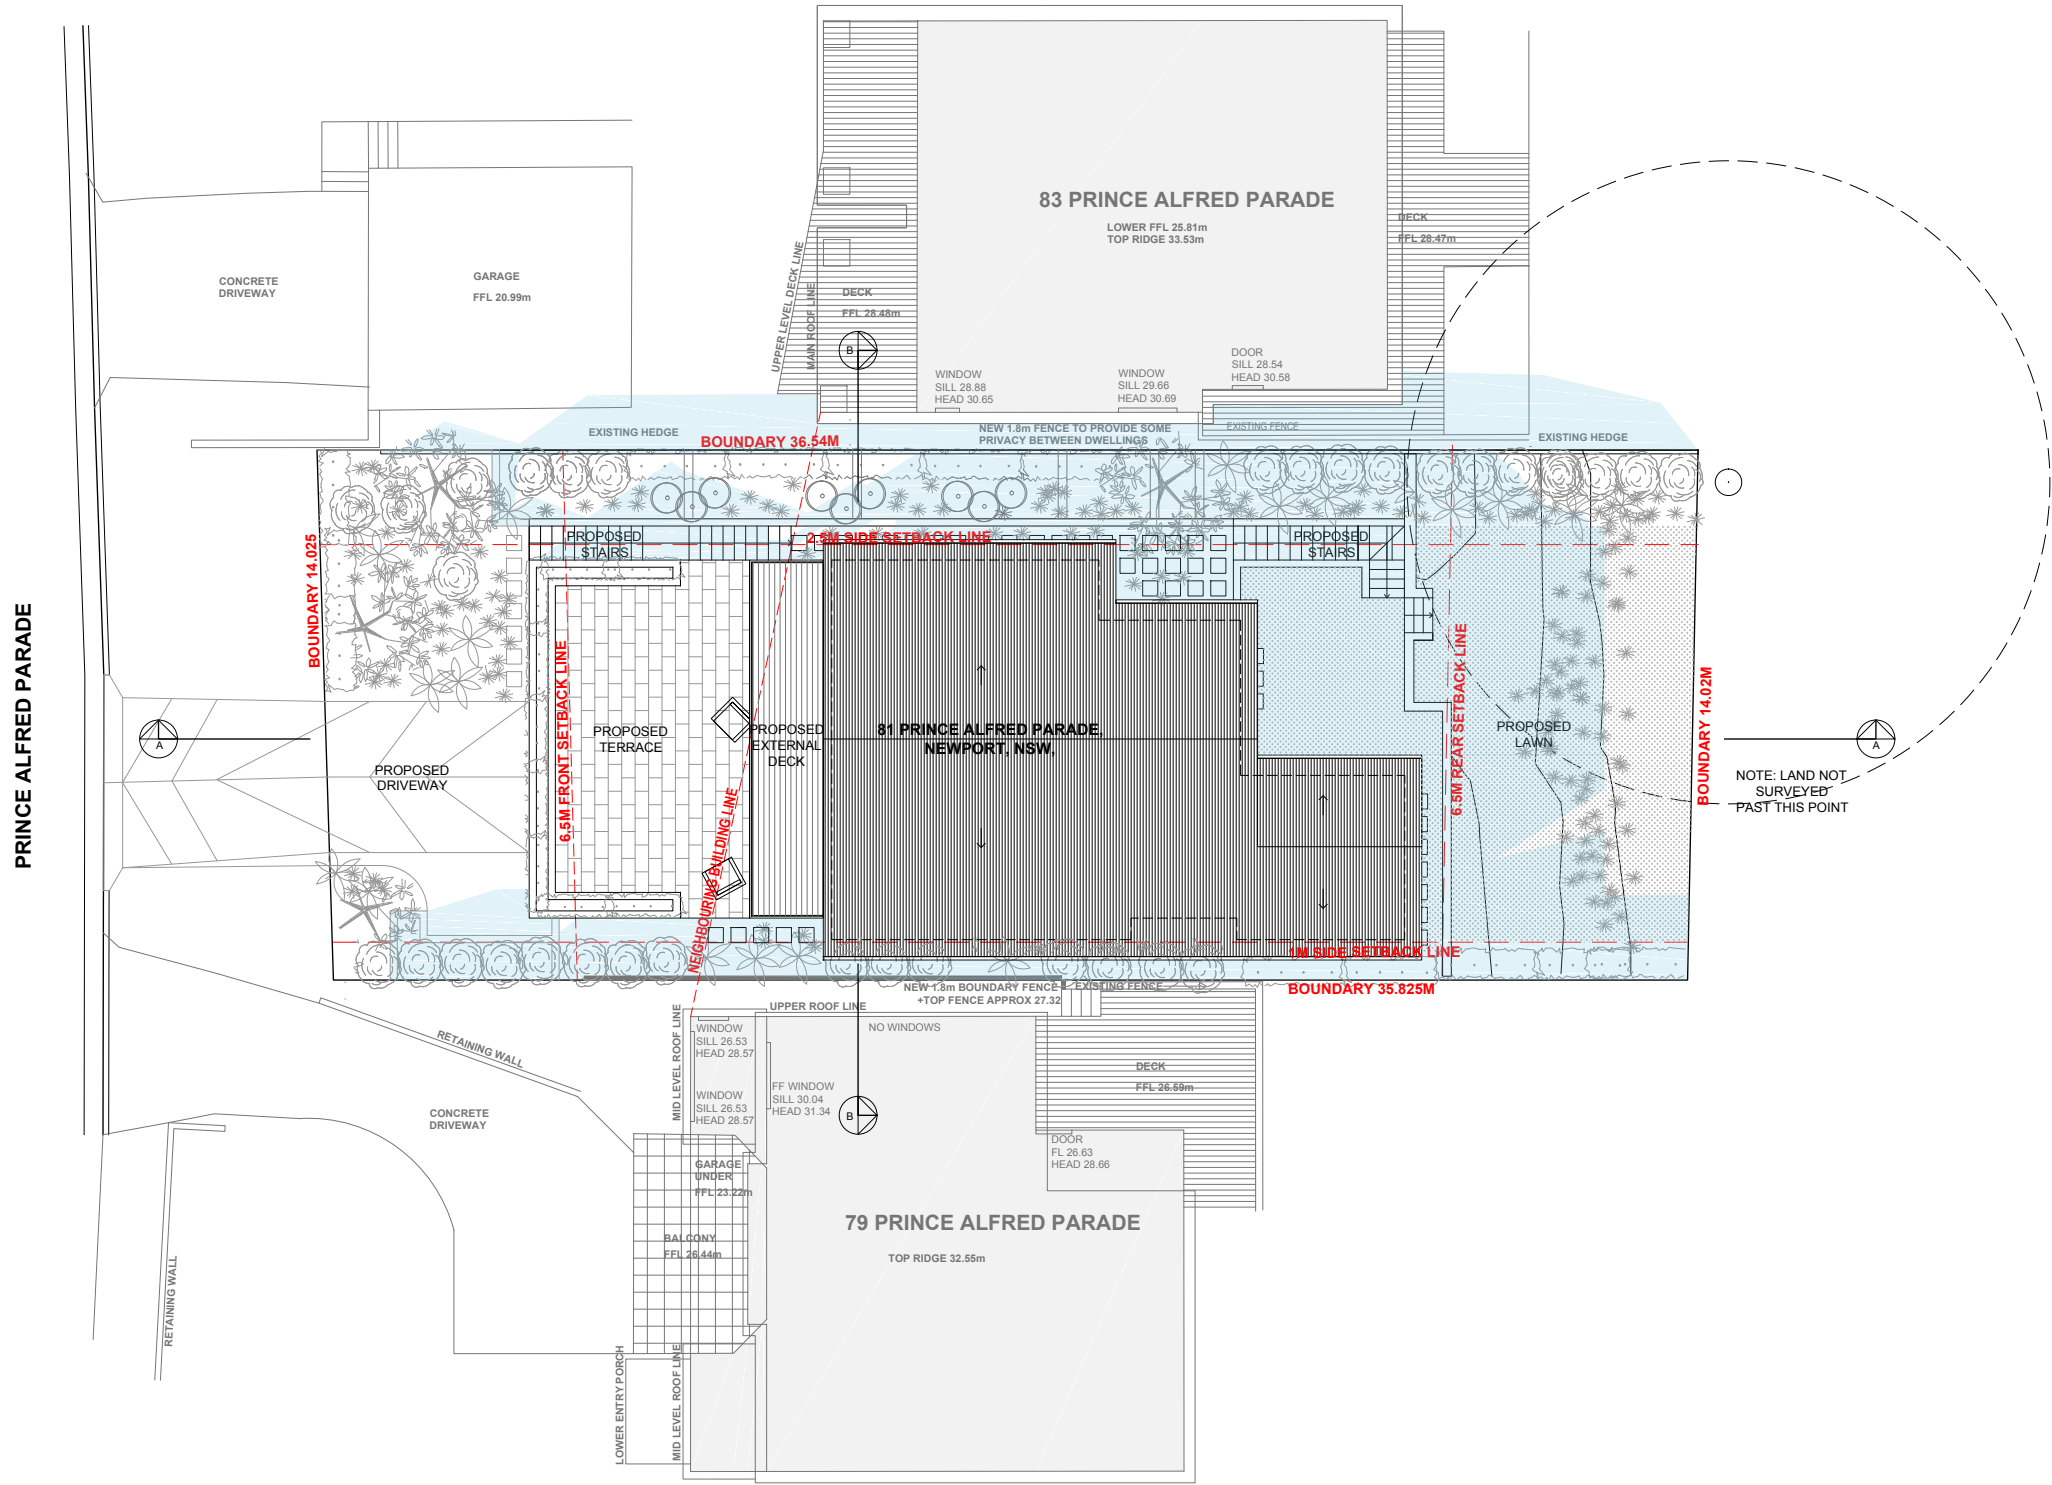 83 PRINCE ALFRED PARADE
LOWER FFL 25.81m
TOP RIDGE 33.53m
DECK
FFL 28.47m
CONCRETE
DRIVEWAY
GARAGE
FFL 20.99m
UPPER LEVEL DECK LINE
MAIN ROOF LINE
DECK
FFL 28.48m
B
WINDOW
SILL 28.88
HEAD 30.65
WINDOW
SILL 29.66
HEAD 30.69
DOOR
SILL 28.54
HEAD 30.58
EXISTING HEDGE
BOUNDARY 36.54M
NEW 1.8m FENCE TO PROVIDE SOME
PRIVACY BETWEEN DWELLINGS
EXISTING FENCE
EXISTING HEDGE
PROPOSED
STAIRS
2.5M SIDE SETBACK LINE
PROPOSED
STAIRS
BOUNDARY 14.025
PRINCE ALFRED PARADE
6.5M FRONT SETBACK LINE
A
PROPOSED
DRIVEWAY
PROPOSED
TERRACE
PROPOSED
EXTERNAL
DECK
81 PRINCE ALFRED PARADE,
NEWPORT, NSW,
NEIGHBOURING BUILDING LINE
6.5M REAR SETBACK LINE
PROPOSED
LAWN
BOUNDARY 14.02M
A
NOTE: LAND NOT
SURVEYED
PAST THIS POINT
1M SIDE SETBACK LINE
BOUNDARY 35.825M
NEW 1.8m BOUNDARY FENCE
+TOP FENCE APPROX 27.32
EXISTING FENCE
UPPER ROOF LINE
MID LEVEL ROOF LINE
WINDOW
SILL 26.53
HEAD 28.57
NO WINDOWS
RETAINING WALL
WINDOW
SILL 26.53
HEAD 28.57
FF WINDOW
SILL 30.04
HEAD 31.34
B
DECK
FFL 26.59m
CONCRETE
DRIVEWAY
DOOR
FL 26.63
HEAD 28.66
GARAGE
UNDER
FFL 23.22m
79 PRINCE ALFRED PARADE
TOP RIDGE 32.55m
BALCONY
FFL 26.44m
RETAINING WALL
LOWER ENTRY PORCH
MID LEVEL ROOF LINE